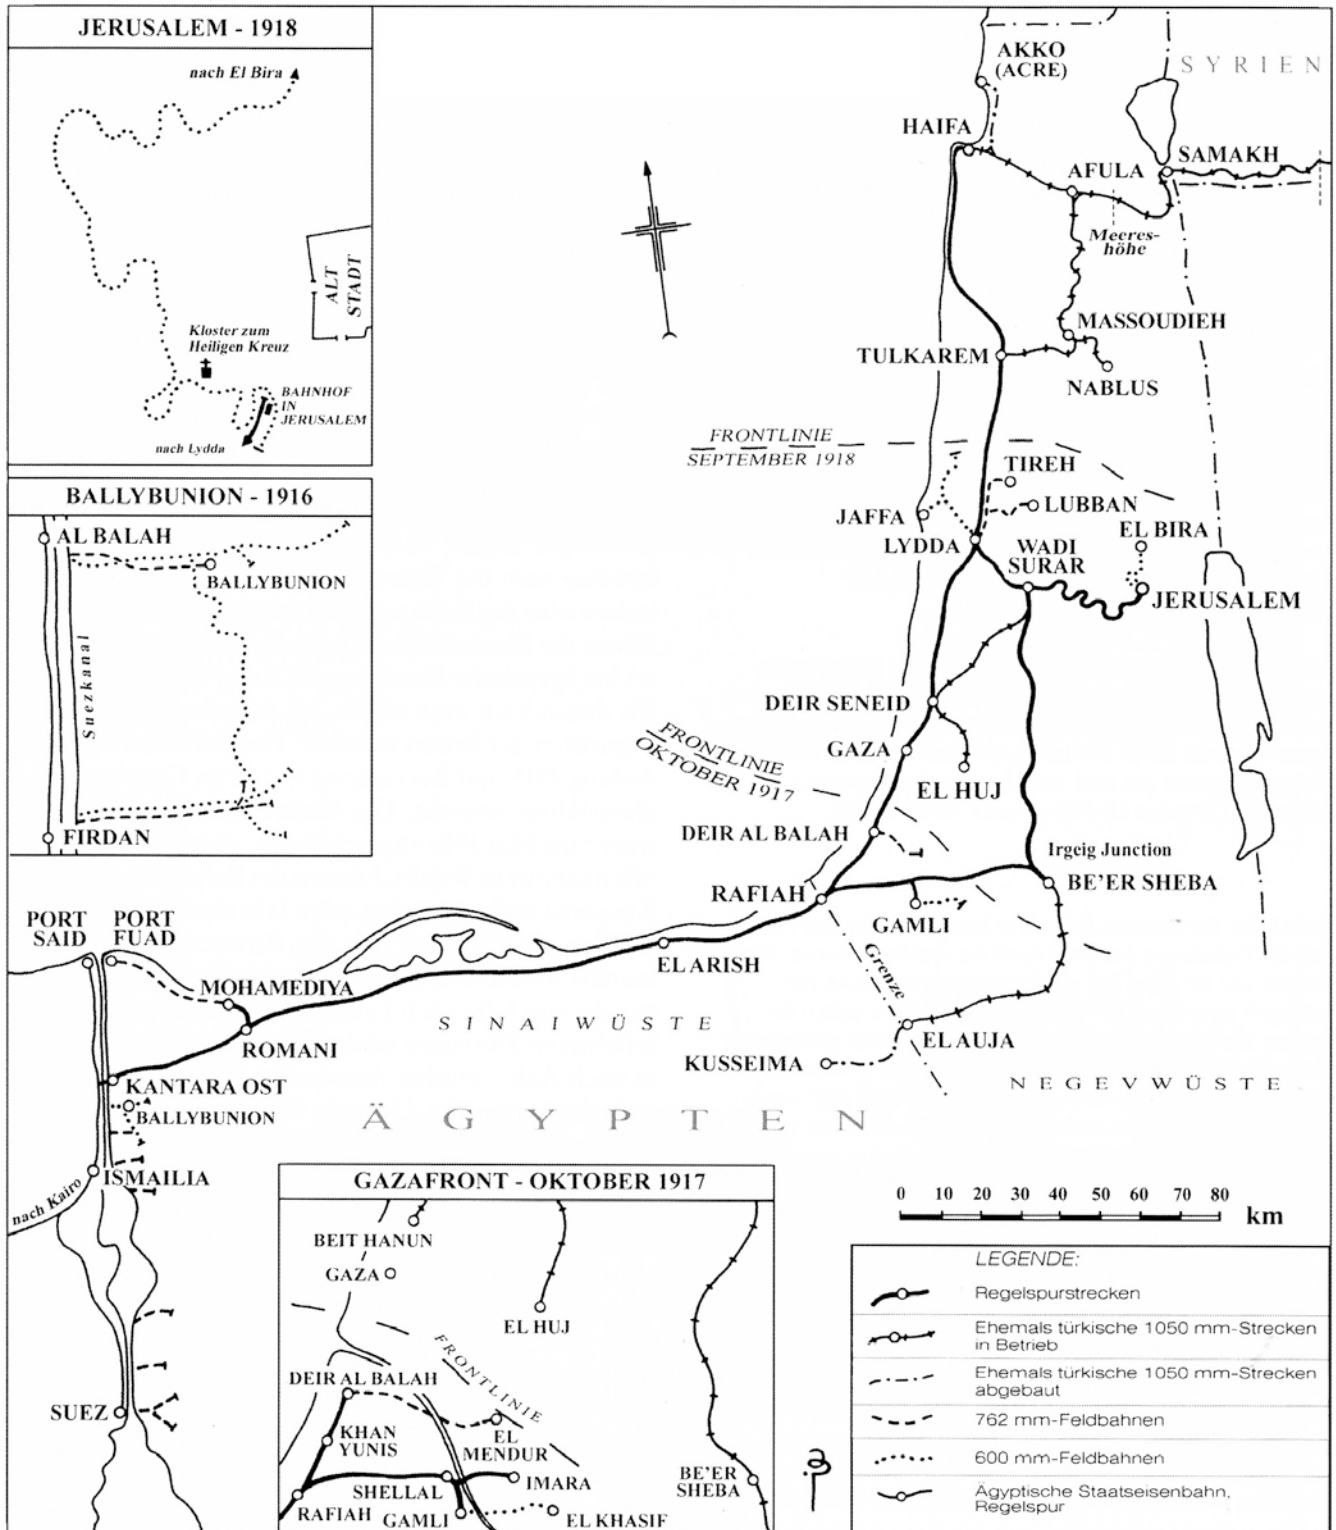 JERUSALEM - 1918
nach El Bira
ALT
STADT
Kloster zum
Heiligen Kreuz
BAHNHOF
IN
JERUSALEM
nach Lydda
BALLYBUNION - 1916
AL BALAH
BALLYBUNION
Suezkanal
FIRDAN
AKKO
(ACRE)
SYRIEN
HAIFA
AFULA
SAMAKH
Meeres-
höhe
MASSOUDIEH
TULKAREM
NABLUS
FRONTLINIE
SEPTEMBER 1918
TIREH
LUBBAN
JAFFA
EL BIRA
LYDDA
WADI
SURAR
JERUSALEM
DEIR SENEID
GAZA
FRONTLINIE
OKTOBER 1917
EL HUJ
DEIR AL BALAH
Irgeig Junction
RAFIAH
BE'ER SHEBA
GAMLI
PORT
SAID
PORT
FUAD
EL ARISH
Grenze
MOHAMEDIYA
SINAIWÜSTE
ROMANI
EL AUJA
KUSSEIMA
KANTARA OST
NEGEVWÜSTE
BALLYBUNION
ÄGYPTEN
ISMAILIA
nach Kairo
SUEZ
GAZAFRONT - OKTOBER 1917
BEIT HANUN
GAZA
EL HUJ
FRONTLINIE
DEIR AL BALAH
KHAN
YUNIS
EL
MENDUR
SHELLAL
IMARA
BE'ER
SHEBA
RAFIAH
GAMLI
EL KHASIF
0 10 20 30 40 50 60 70 80
km
LEGENDE:
Regelspurstrecken
Ehemals türkische 1050 mm-Strecken
in Betrieb
Ehemals türkische 1050 mm-Strecken
abgebaut
762 mm-Feldbahnen
600 mm-Feldbahnen
Ägyptische Staatseisenbahn,
Regelspur